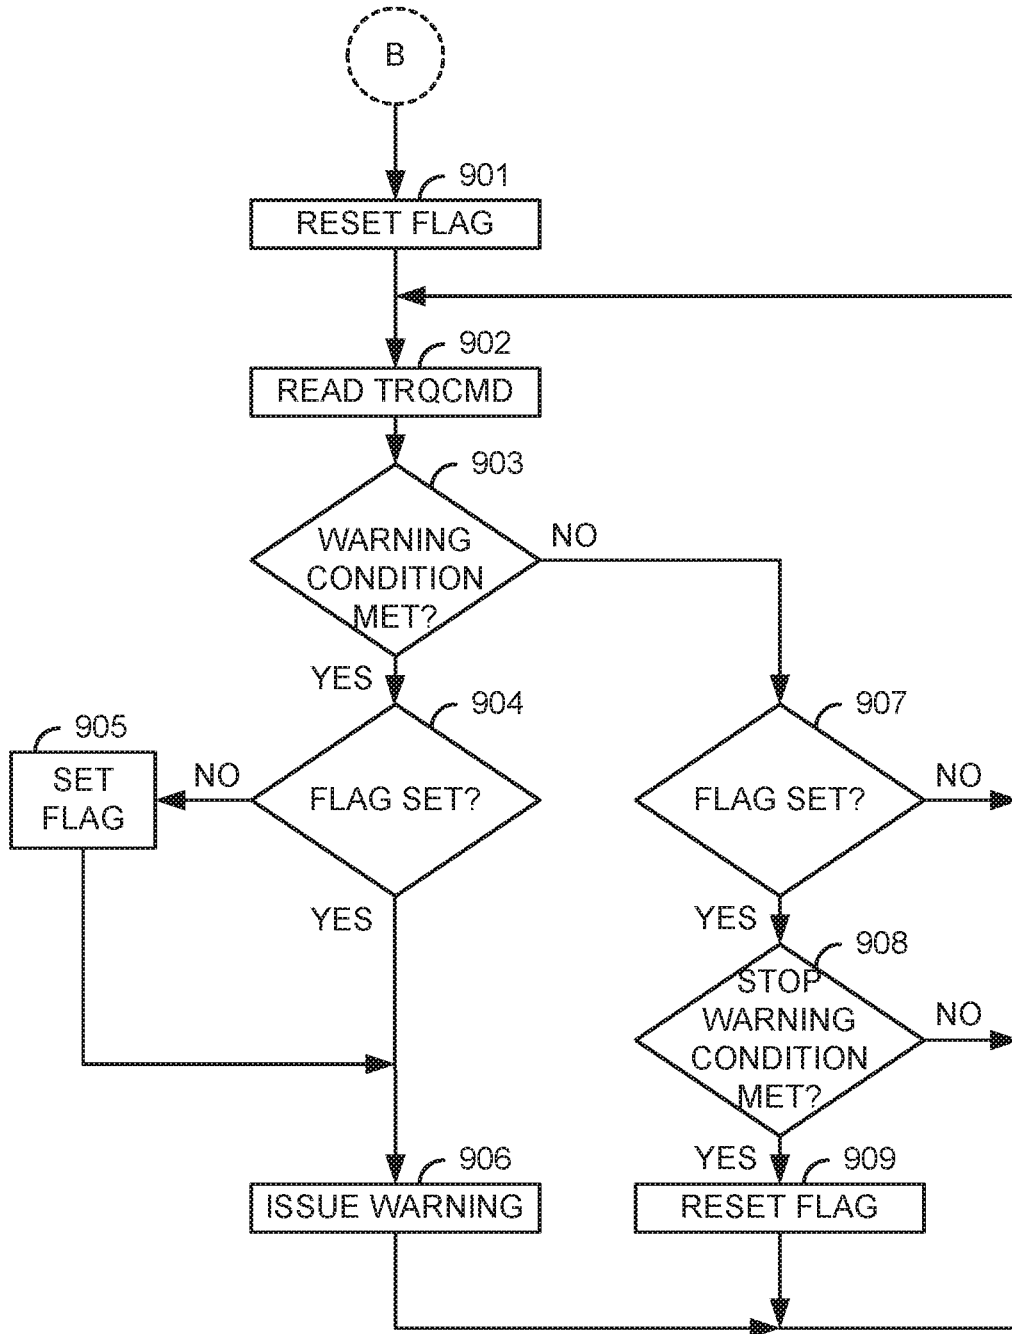 B
901
RESET FLAG
902
READ TRQCMD
903
WARNING
CONDITION
MET?
NO
YES
904
FLAG SET?
NO
YES
905
SET
FLAG
907
FLAG SET?
NO
YES
908
STOP
WARNING
CONDITION
MET?
NO
YES
906
ISSUE WARNING
909
RESET FLAG